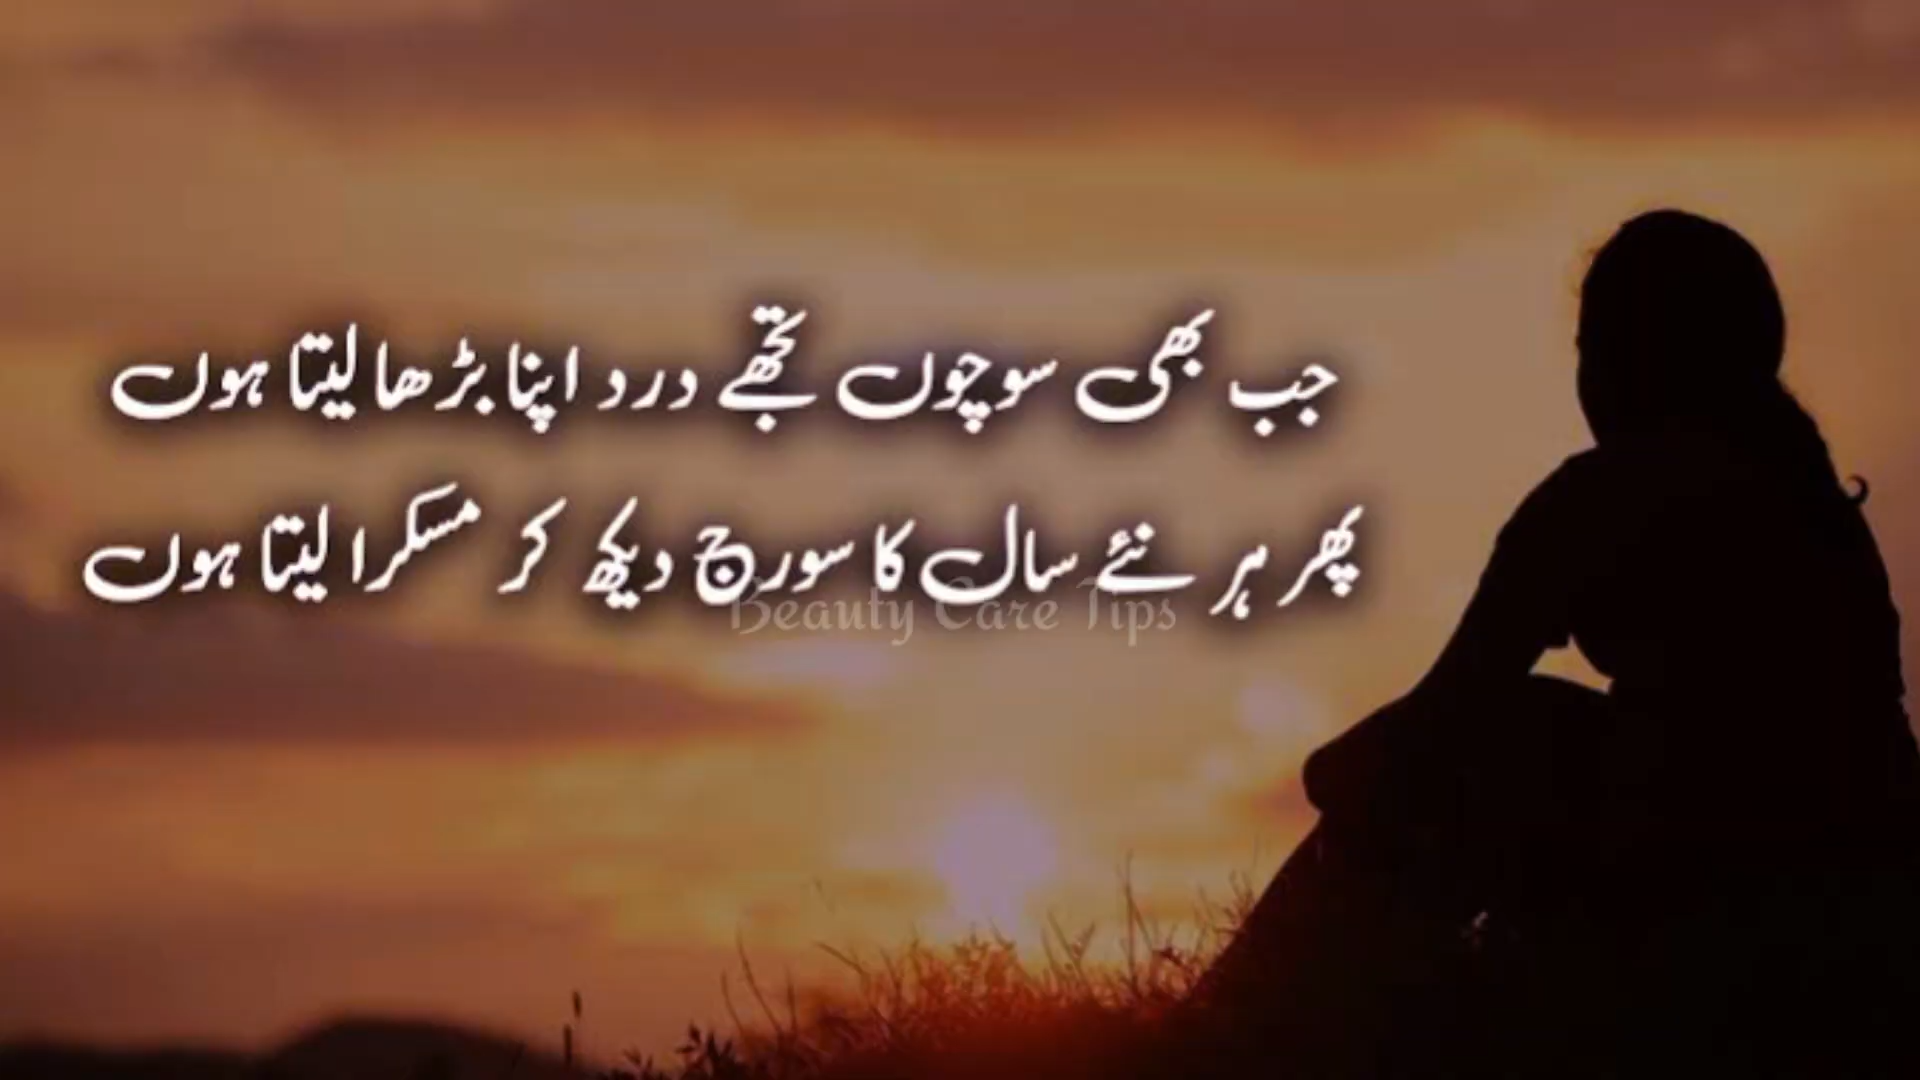 جب بھی سوچوں تجھے درد اپنا بڑھا لیتا ہوں
پھر ہر نئے سال کا سورج دیکھ کر مسکرا لیتا ہوں
Beauty Care Tips